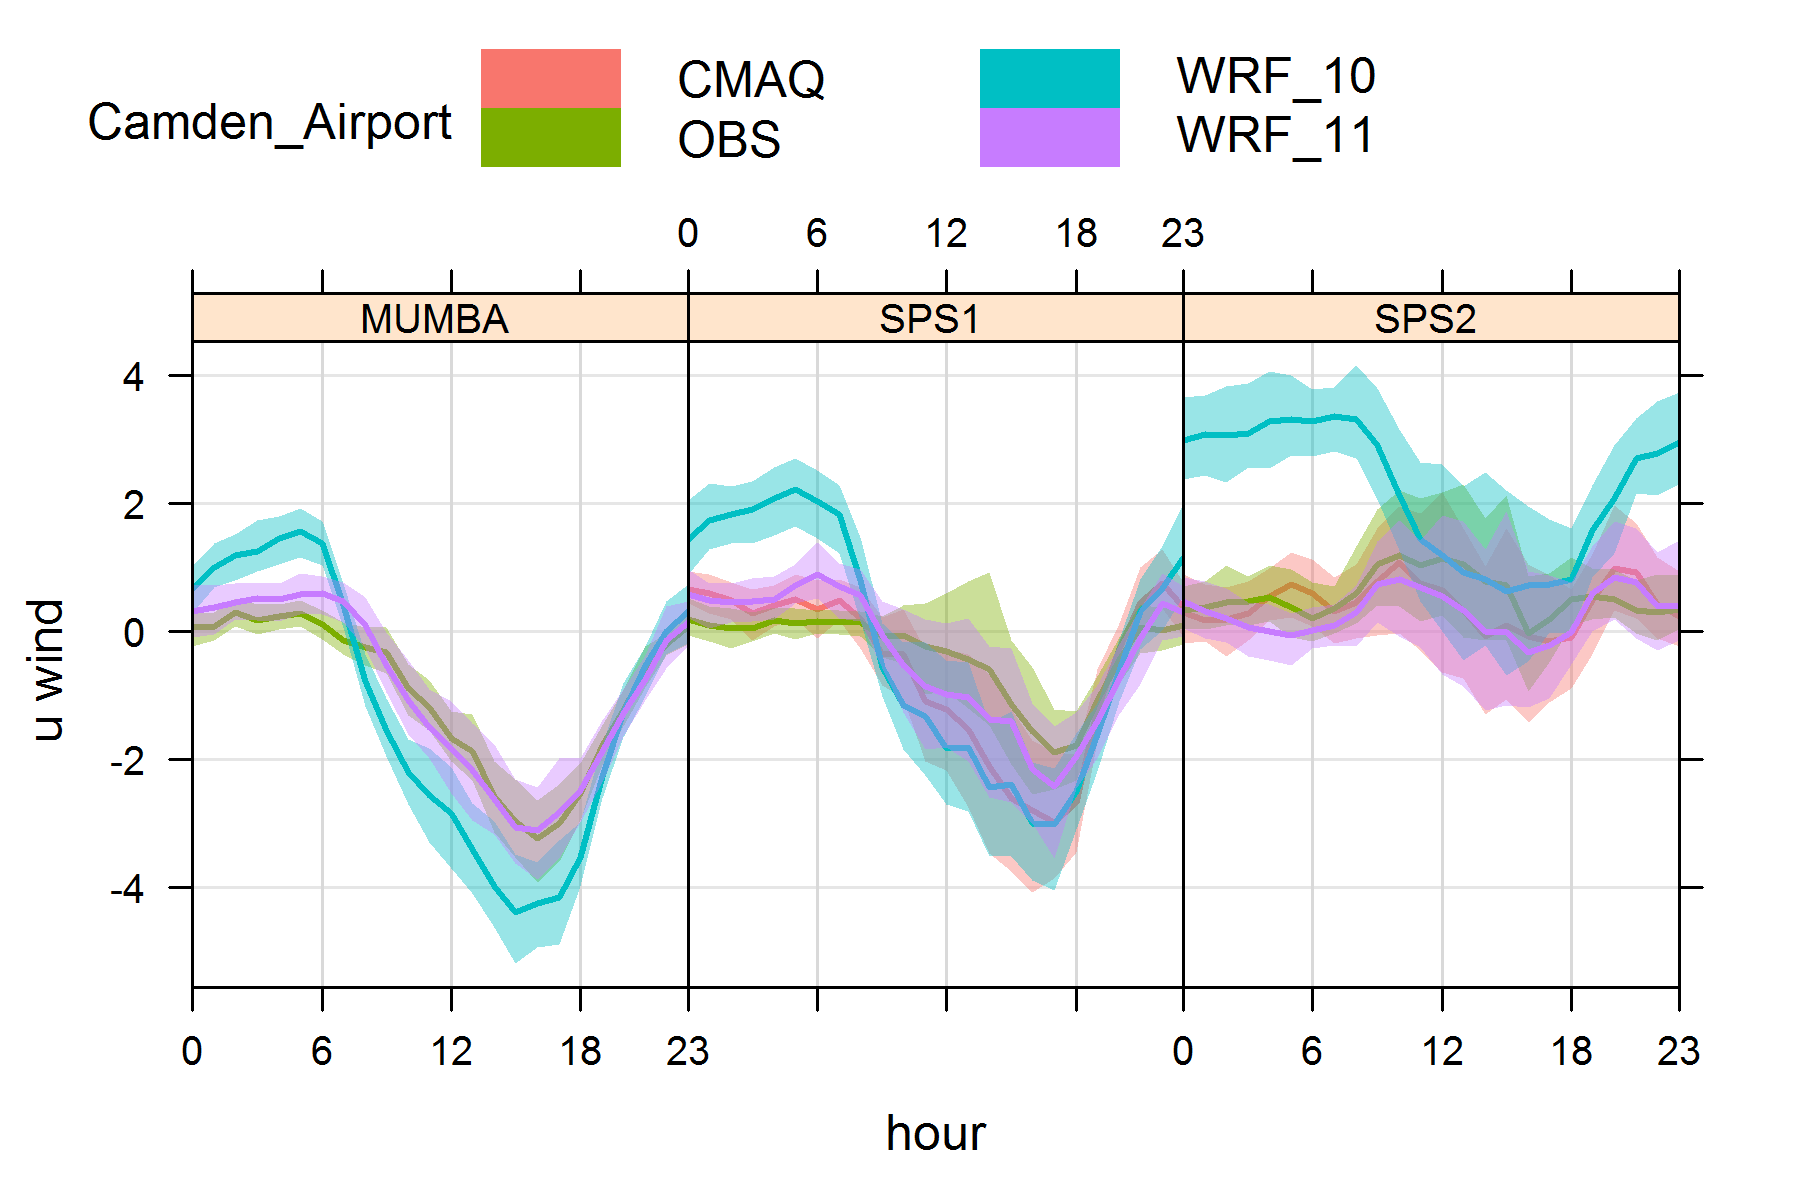 Camden_Airport
CMAQ
OBS
WRF_10
WRF_11
0 6 12 18 23
MUMBA SPS1 SPS2
4
2
0
-2
-4
u wind
0 6 12 18 23 0 6 12 18 23
hour